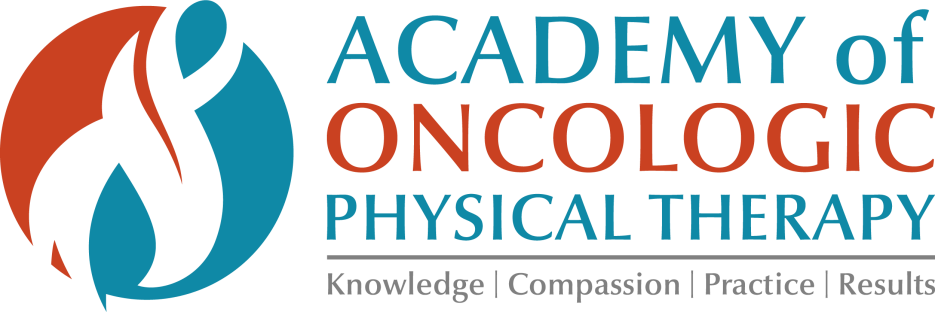 ACADEMY of
ONCOLOGIC
PHYSICAL THERAPY
Knowledge | Compassion | Practice | Results